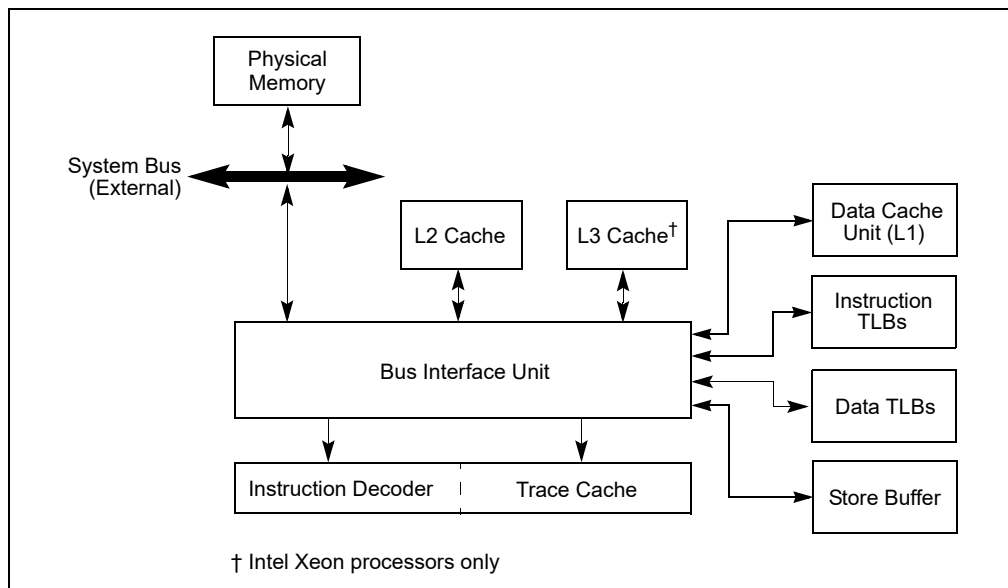 Physical
Memory
System Bus
(External)
L2 Cache
L3 Cache†
Data Cache
Unit (L1)
Instruction
TLBs
Bus Interface Unit
Data TLBs
Instruction Decoder
Trace Cache
Store Buffer
† Intel Xeon processors only